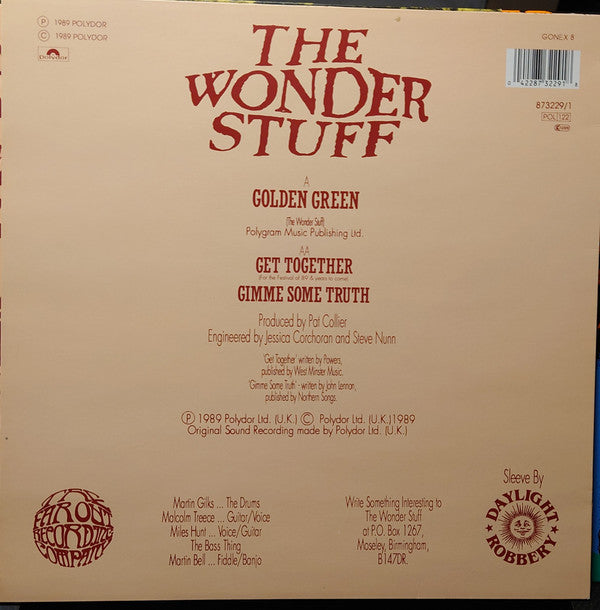 ℗ 1989 POLYDOR
© 1989 POLYDOR
Polydor
GONEX 8
0 42287 32291 8
873229/1
POL 122
THE
WONDER
STUFF
A
GOLDEN GREEN
(The Wonder Stuff)
Polygram Music Publishing Ltd.
AA
GET TOGETHER
(For the Festival of '89 & years to come)
GIMME SOME TRUTH
Produced by Pat Collier
Engineered by Jessica Corchoran and Steve Nunn
'Get Together' written by Powers,
published by West Minster Music.
'Gimme Some Truth' - written by John Lennon,
published by Northern Songs.
℗ 1989 Polydor Ltd. (U.K.) © Polydor Ltd. (U.K.) 1989
Original Sound Recording made by Polydor Ltd. (U.K.)
THE
FAR OUT
RECORDING
COMPANY
Martin Gilks ... The Drums
Malcolm Treece ... Guitar/Voice
Miles Hunt ... Voice/Guitar
The Bass Thing
Martin Bell ... Fiddle/Banjo
Write Something Interesting to
The Wonder Stuff
at P.O. Box 1267,
Moseley, Birmingham,
B147DR.
Sleeve By
DAYLIGHT
ROBBERY